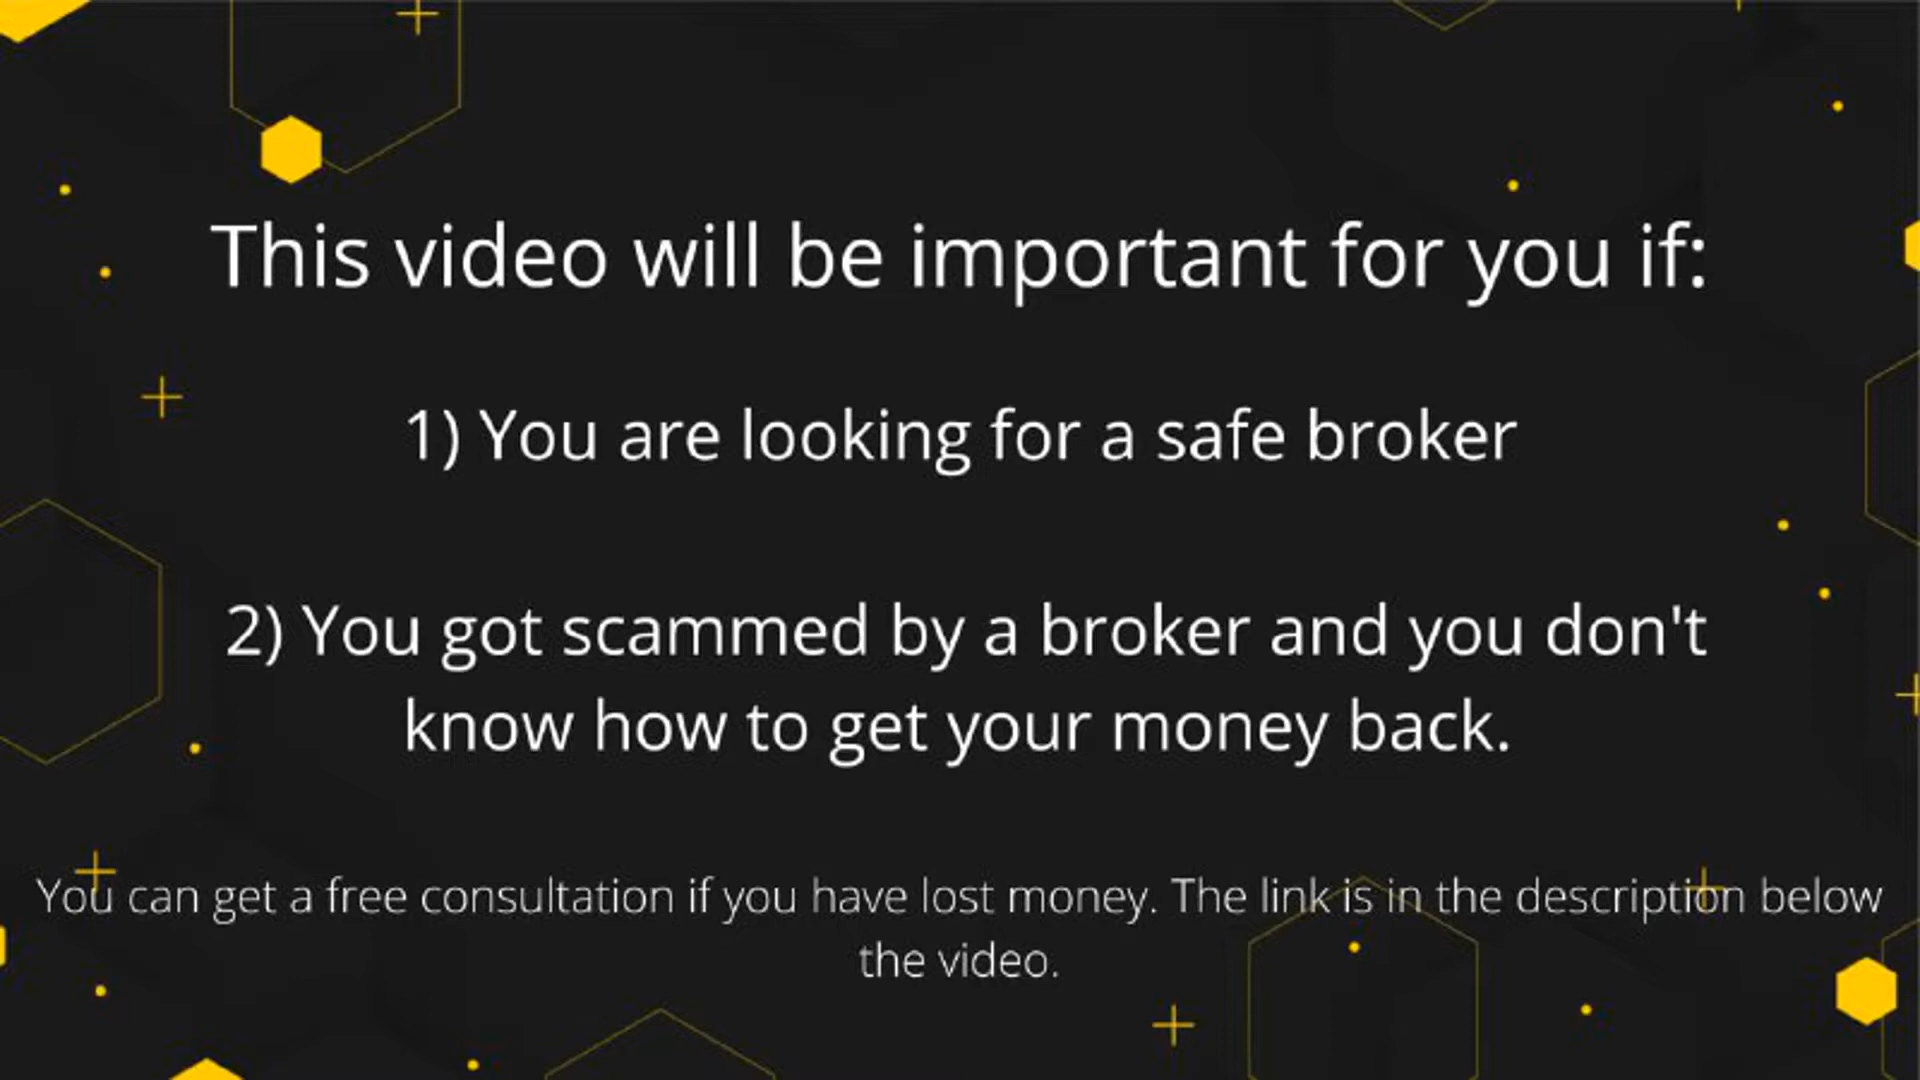 This video will be important for you if:
1) You are looking for a safe broker
2) You got scammed by a broker and you don't
know how to get your money back.
You can get a free consultation if you have lost money. The link is in the description below
the video.